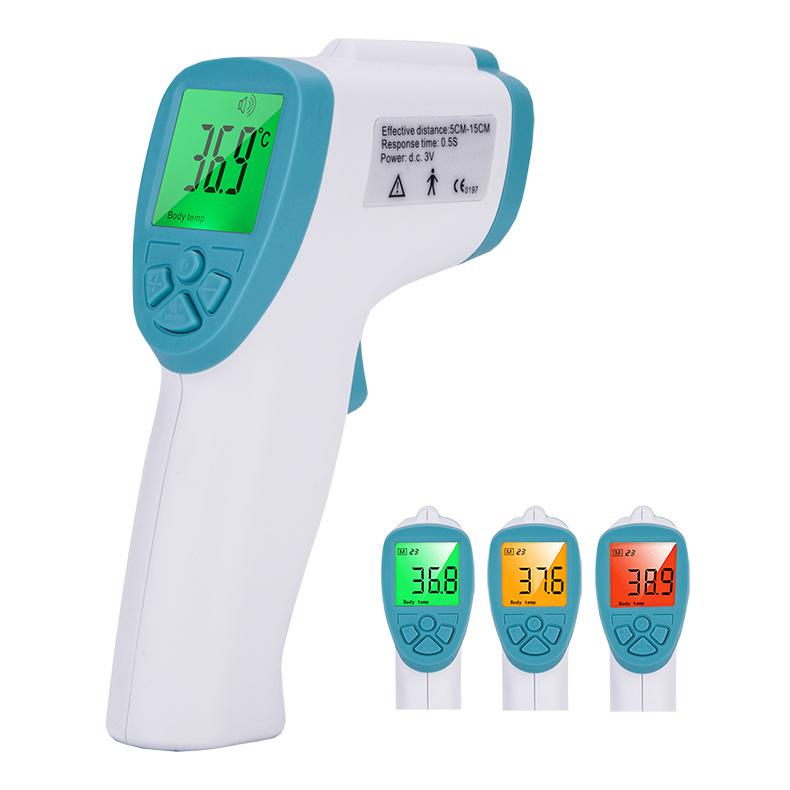 36.9°C
Body temp
Effective distance:5CM-15CM
Response time: 0.5S
Power: d.c. 3V
CE0197
M 23
36.8
Body temp
M 23
37.6
Body temp
M 23
38.9
Body temp